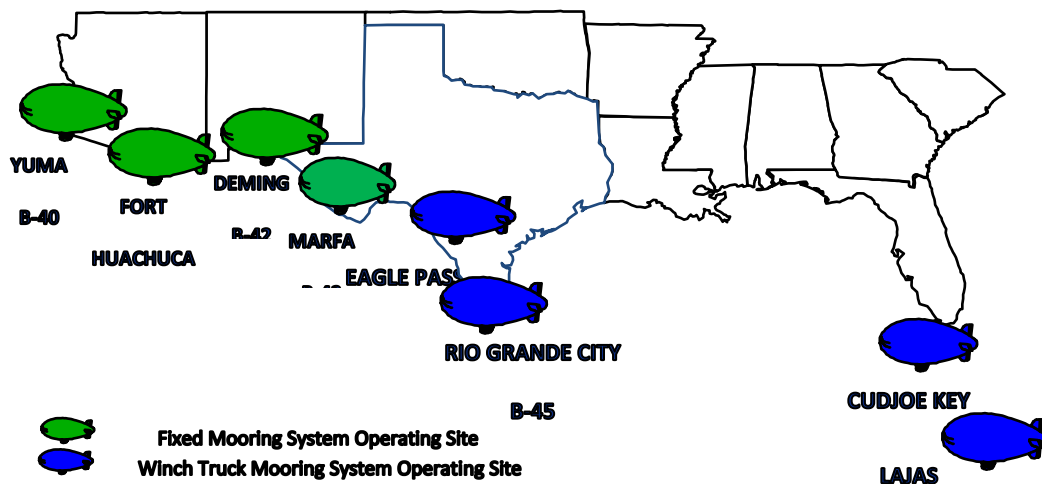 YUMA
B-40
FORT
HUACHUCA
DEMING
B-42
MARFA
EAGLE PASS
RIO GRANDE CITY
B-45
CUDJOE KEY
LAJAS
Fixed Mooring System Operating Site
Winch Truck Mooring System Operating Site